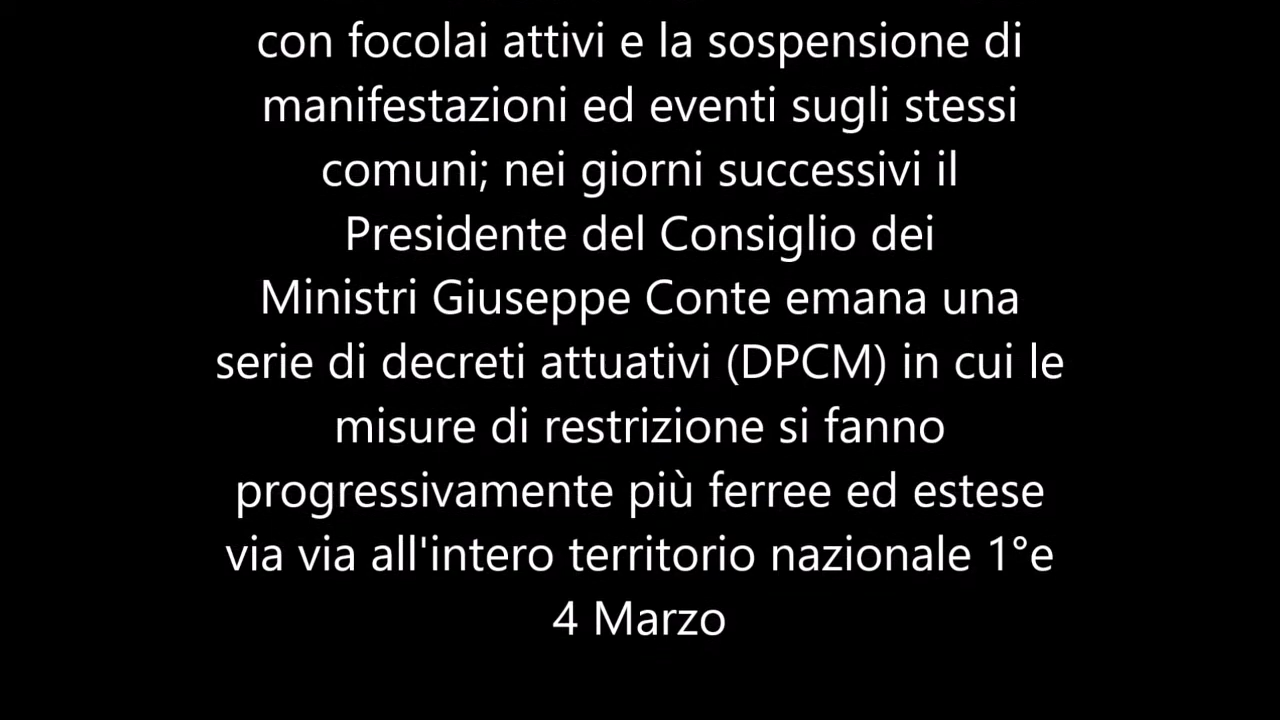 con focolai attivi e la sospensione di
manifestazioni ed eventi sugli stessi
comuni; nei giorni successivi il
Presidente del Consiglio dei
Ministri Giuseppe Conte emana una
serie di decreti attuativi (DPCM) in cui le
misure di restrizione si fanno
progressivamente più ferree ed estese
via via all'intero territorio nazionale 1°e
4 Marzo